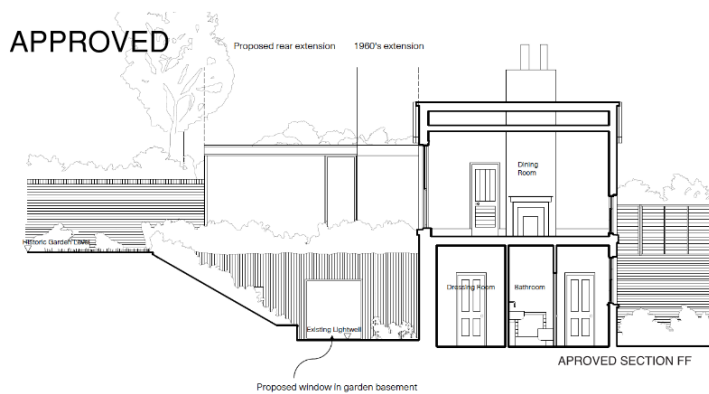 APPROVED
Proposed rear extension
1960's extension
Dining
Room
Historic Garden Level
Dressing Room
Bathroom
Existing Lightwell
APROVED SECTION FF
Proposed window in garden basement